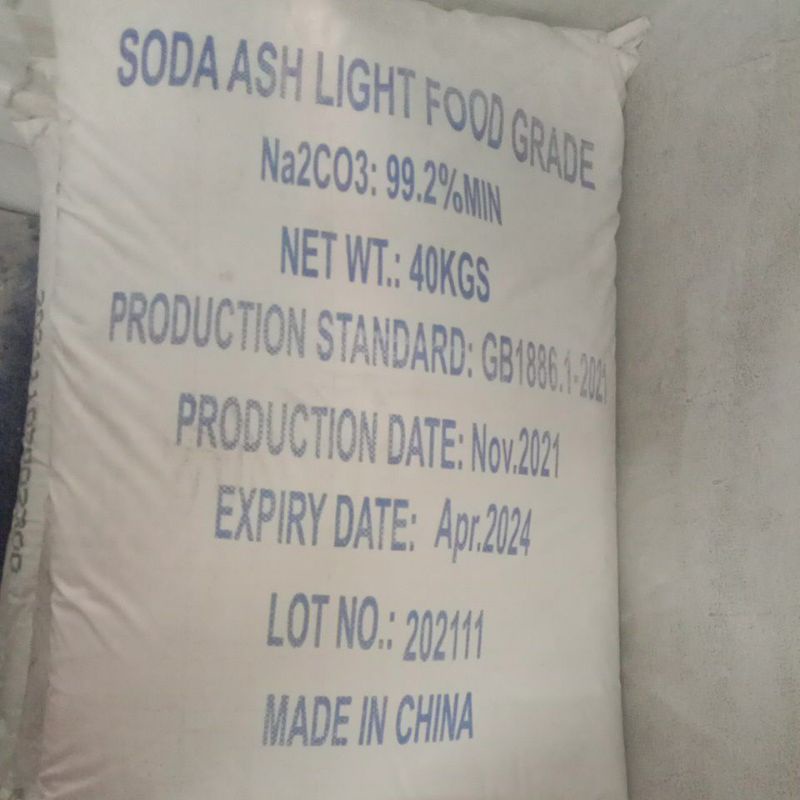 SODA ASH LIGHT FOOD GRADE
Na2CO3: 99.2%MIN
NET WT.: 40KGS
PRODUCTION STANDARD: GB1886.1-2021
PRODUCTION DATE: Nov.2021
EXPIRY DATE: Apr.2024
LOT NO.: 202111
MADE IN CHINA